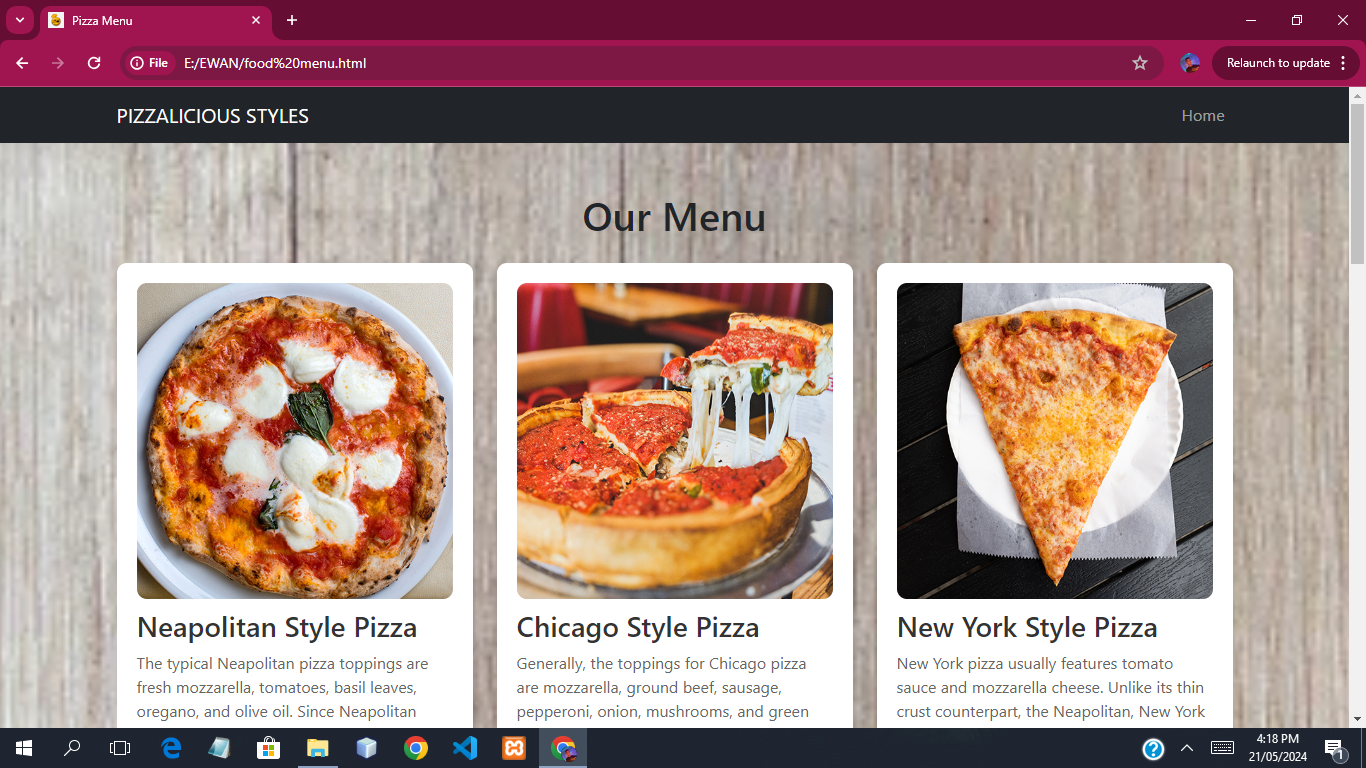 Pizza Menu
File
E:/EWAN/food%20menu.html
Relaunch to update
PIZZALICIOUS STYLES
Home
Our Menu
Neapolitan Style Pizza
The typical Neapolitan pizza toppings are
fresh mozzarella, tomatoes, basil leaves,
oregano, and olive oil. Since Neapolitan
Chicago Style Pizza
Generally, the toppings for Chicago pizza
are mozzarella, ground beef, sausage,
pepperoni, onion, mushrooms, and green
New York Style Pizza
New York pizza usually features tomato
sauce and mozzarella cheese. Unlike its thin
crust counterpart, the Neapolitan, New York
4:18 PM
21/05/2024
1